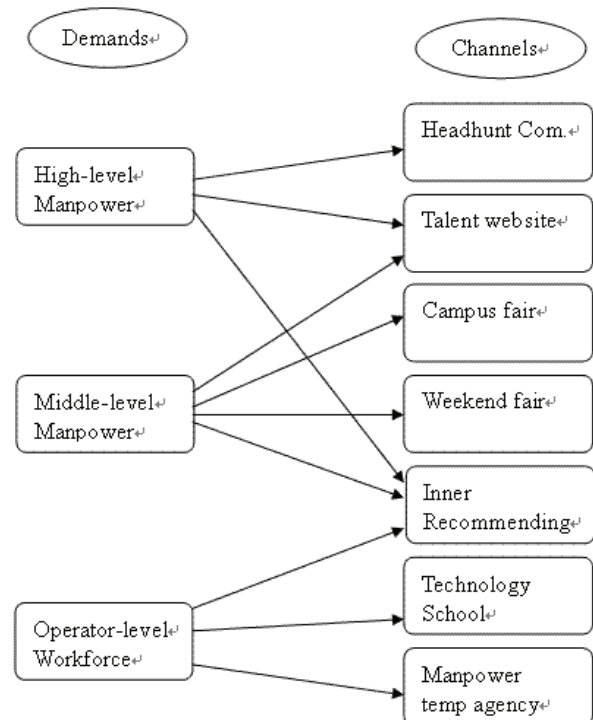 Demands
Channels
Headhunt Com.
High-level
Manpower
Talent website
Campus fair
Middle-level
Manpower
Weekend fair
Inner
Recommending
Technology
School
Operator-level
Workforce
Manpower
temp agency